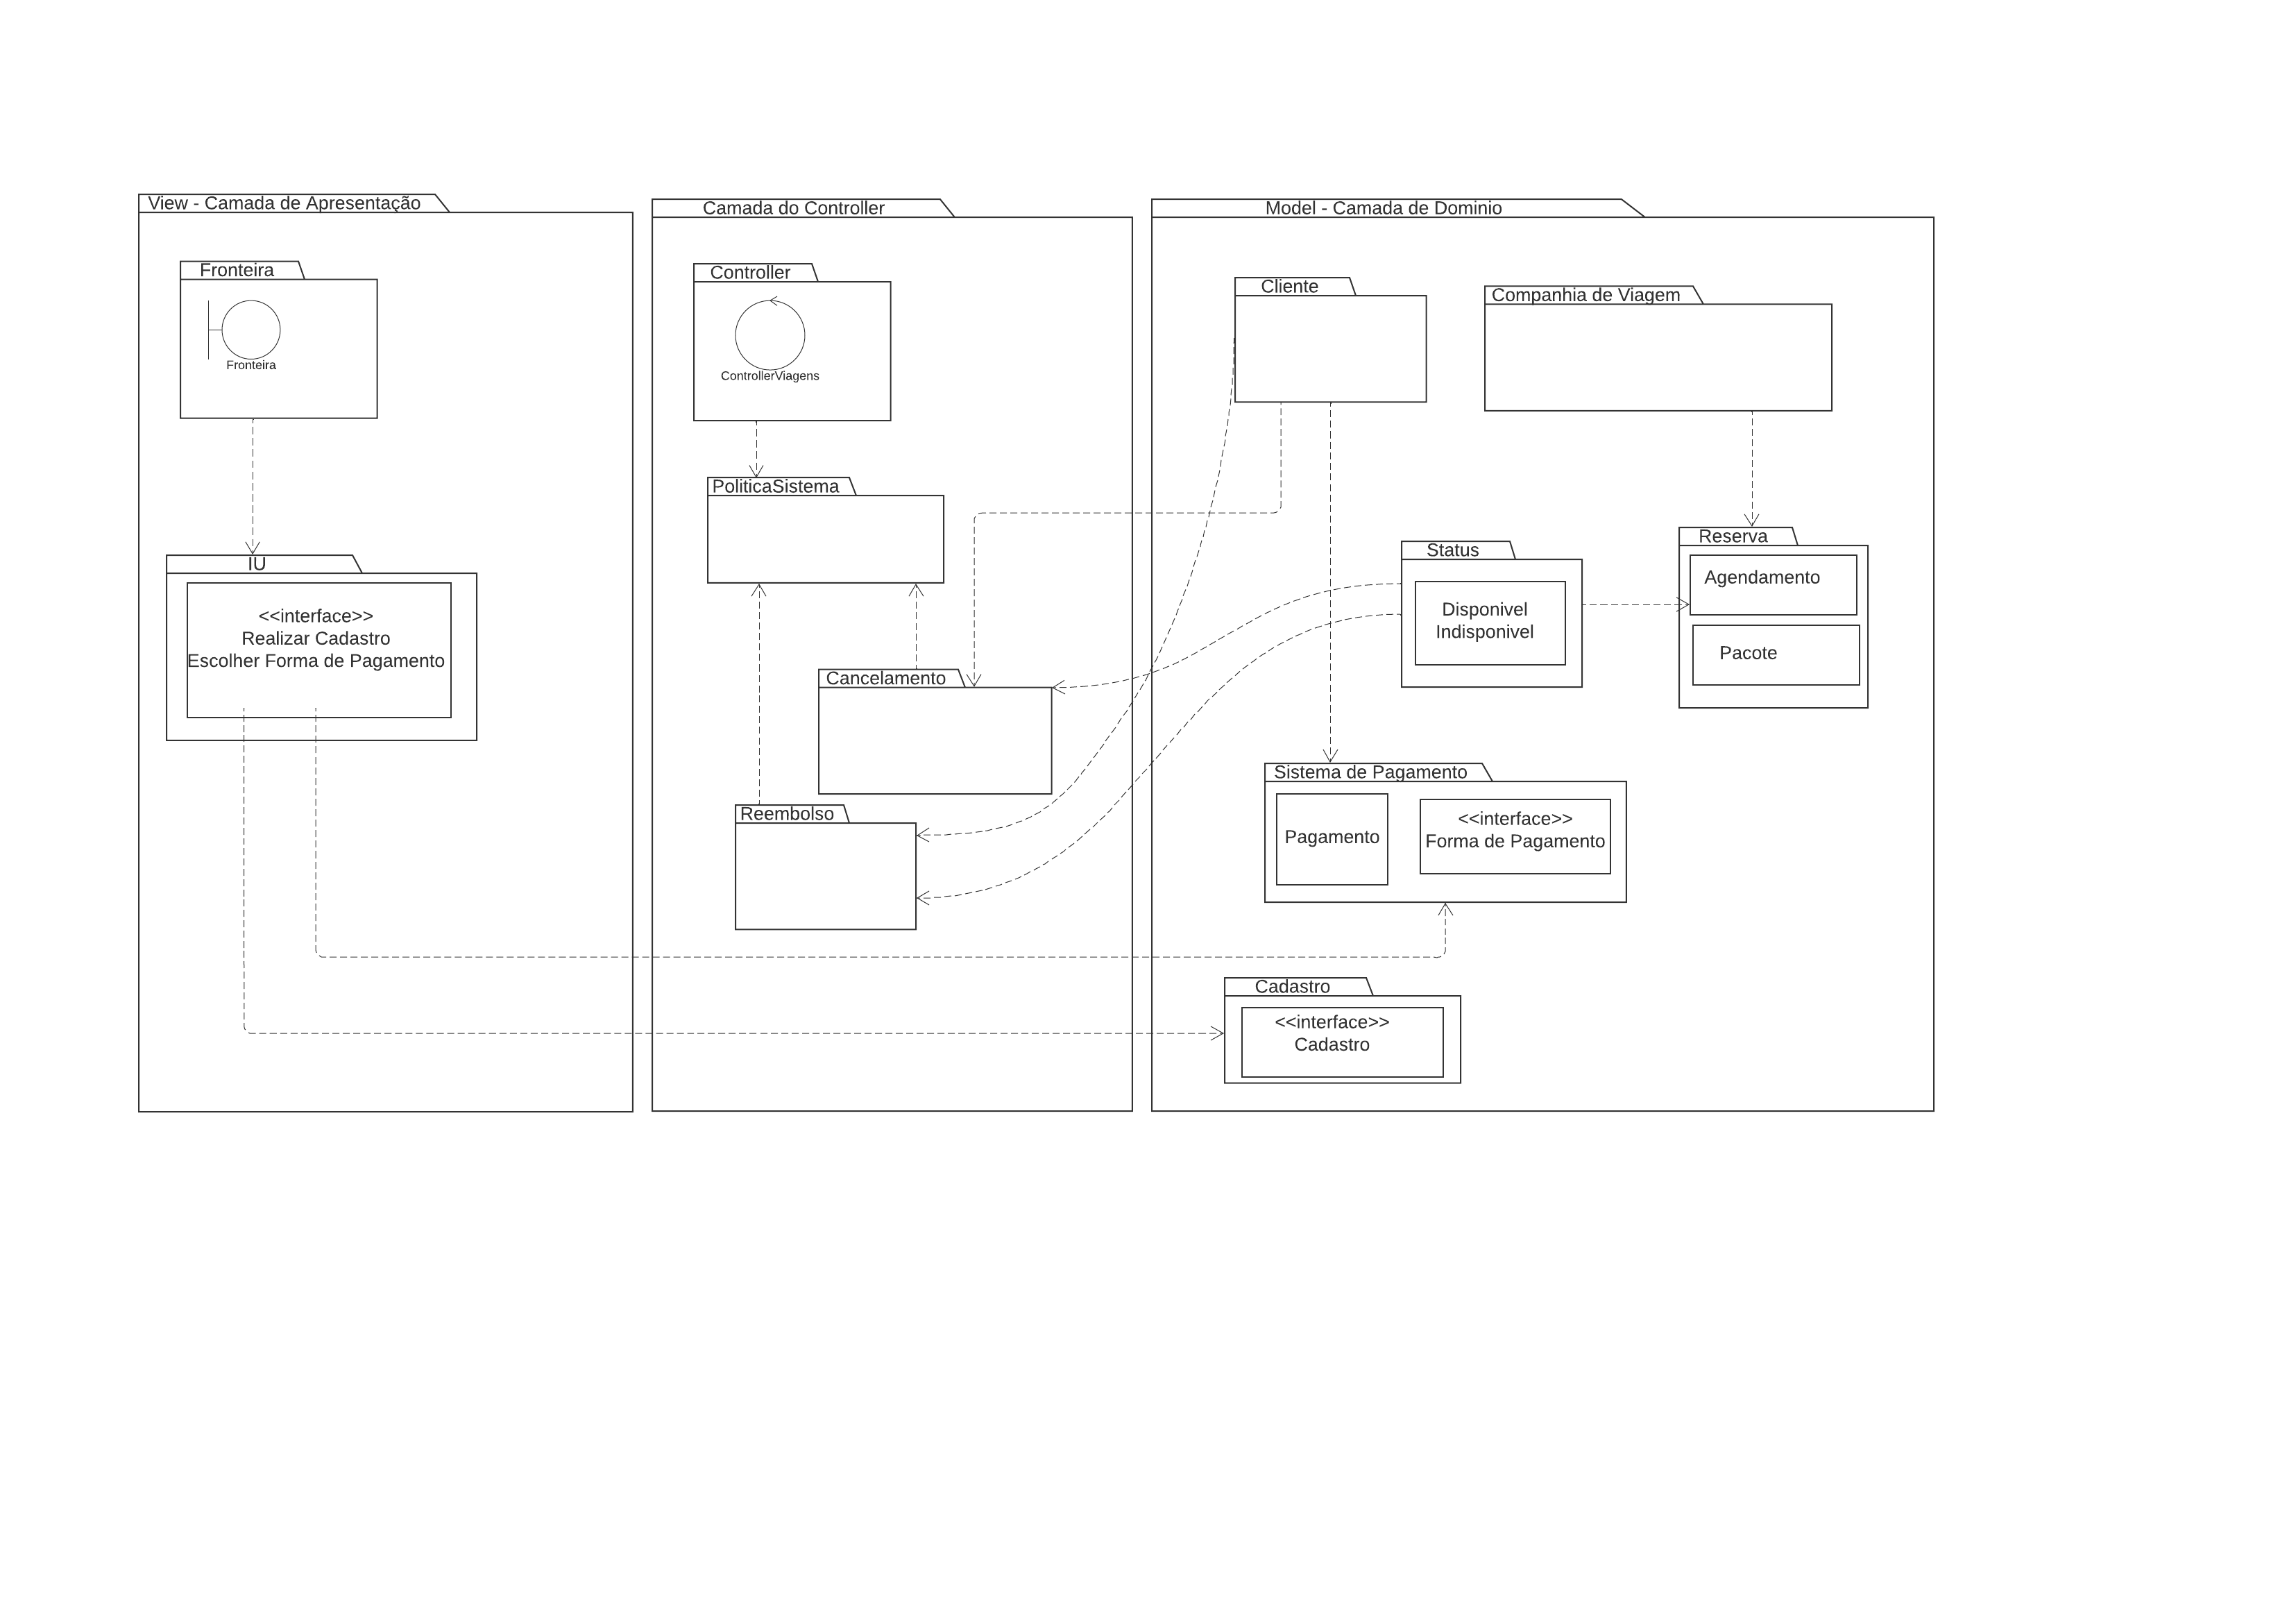 View - Camada de Apresentação
Fronteira
Fronteira
IU
<<interface>>
Realizar Cadastro
Escolher Forma de Pagamento
Camada do Controller
Controller
ControllerViagens
PoliticaSistema
Cancelamento
Reembolso
Model - Camada de Dominio
Cliente
Companhia de Viagem
Status
Disponivel
Indisponivel
Reserva
Agendamento
Pacote
Sistema de Pagamento
Pagamento
<<interface>>
Forma de Pagamento
Cadastro
<<interface>>
Cadastro